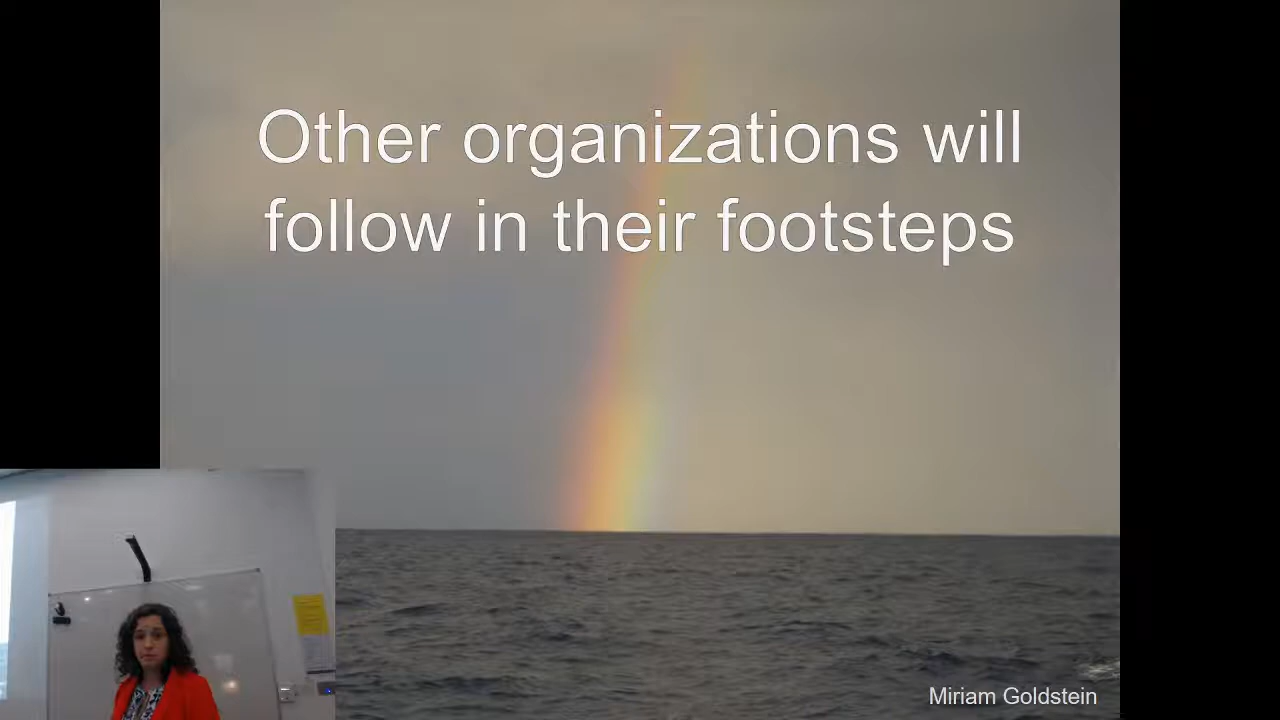 Other organizations will
follow in their footsteps
Miriam Goldstein